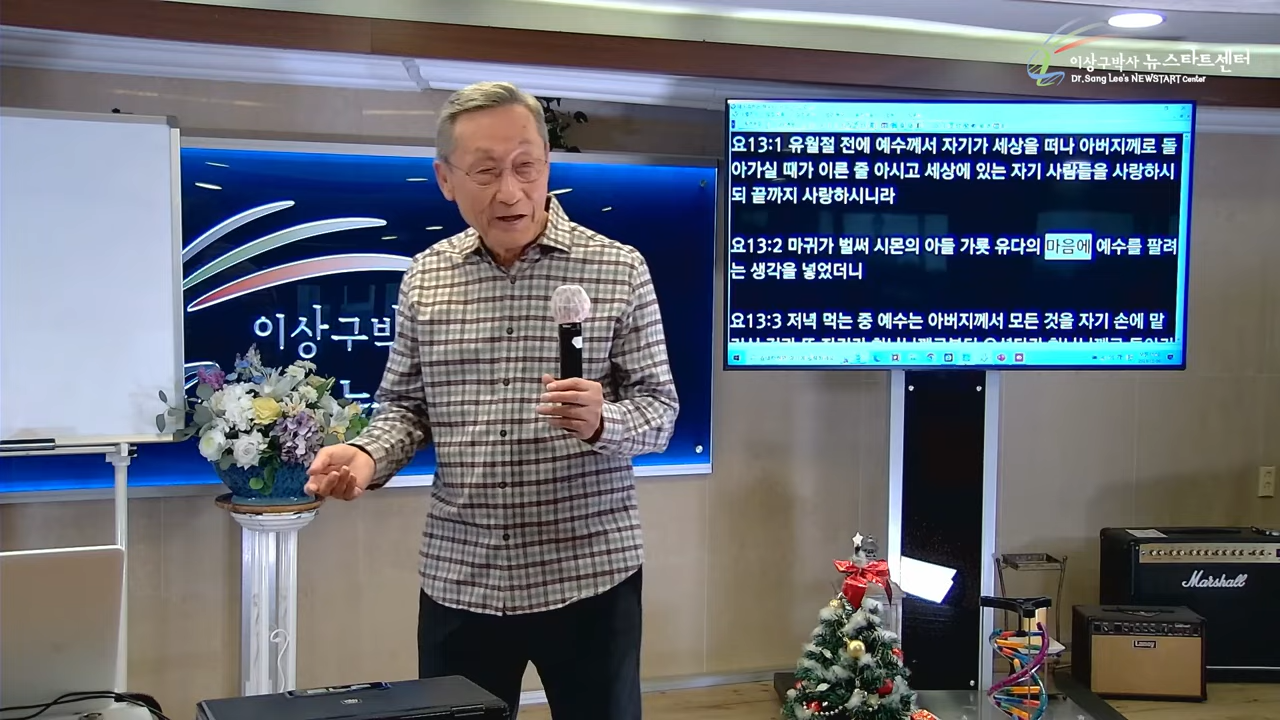 이상구박사 뉴스타트센터
Dr. Sang Lee's NEWSTART Center
요13:1 유월절 전에 예수께서 자기가 세상을 떠나 아버지께로 돌
아가실 때가 이른 줄 아시고 세상에 있는 자기 사람들을 사랑하시
되 끝까지 사랑하시니라
요13:2 마귀가 벌써 시몬의 아들 가룟 유다의 마음에 예수를 팔려
는 생각을 넣었더니
요13:3 저녁 먹는 중 예수는 아버지께서 모든 것을 자기 손에 맡
이상구
Marshall
Laney